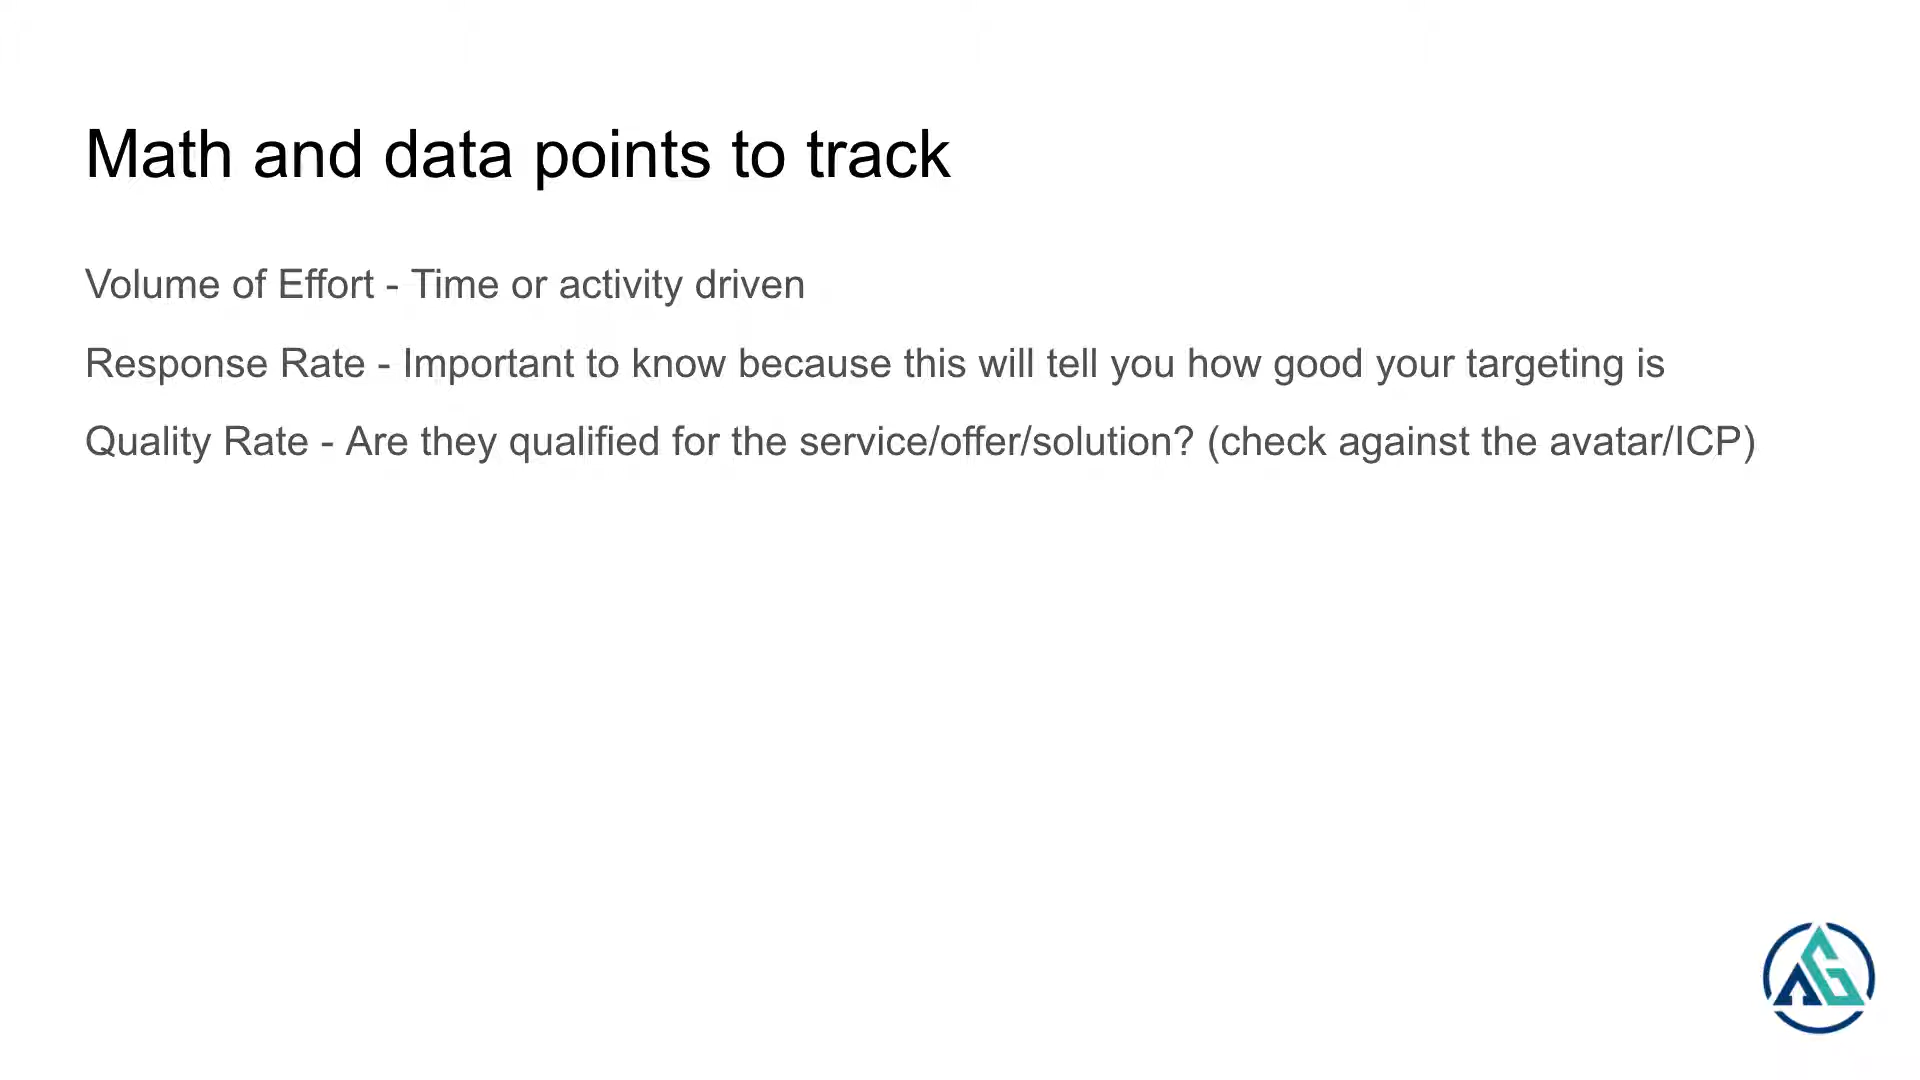 Math and data points to track
Volume of Effort - Time or activity driven
Response Rate - Important to know because this will tell you how good your targeting is
Quality Rate - Are they qualified for the service/offer/solution? (check against the avatar/ICP)
AG